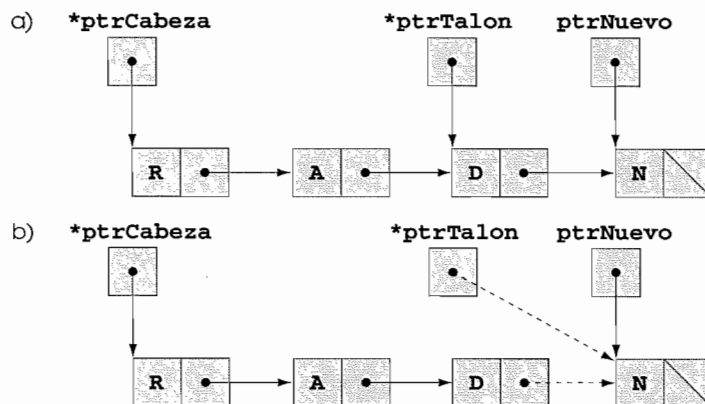 a) *ptrCabeza *ptrTalon ptrNuevo
R A D N
b) *ptrCabeza *ptrTalon ptrNuevo
R A D N